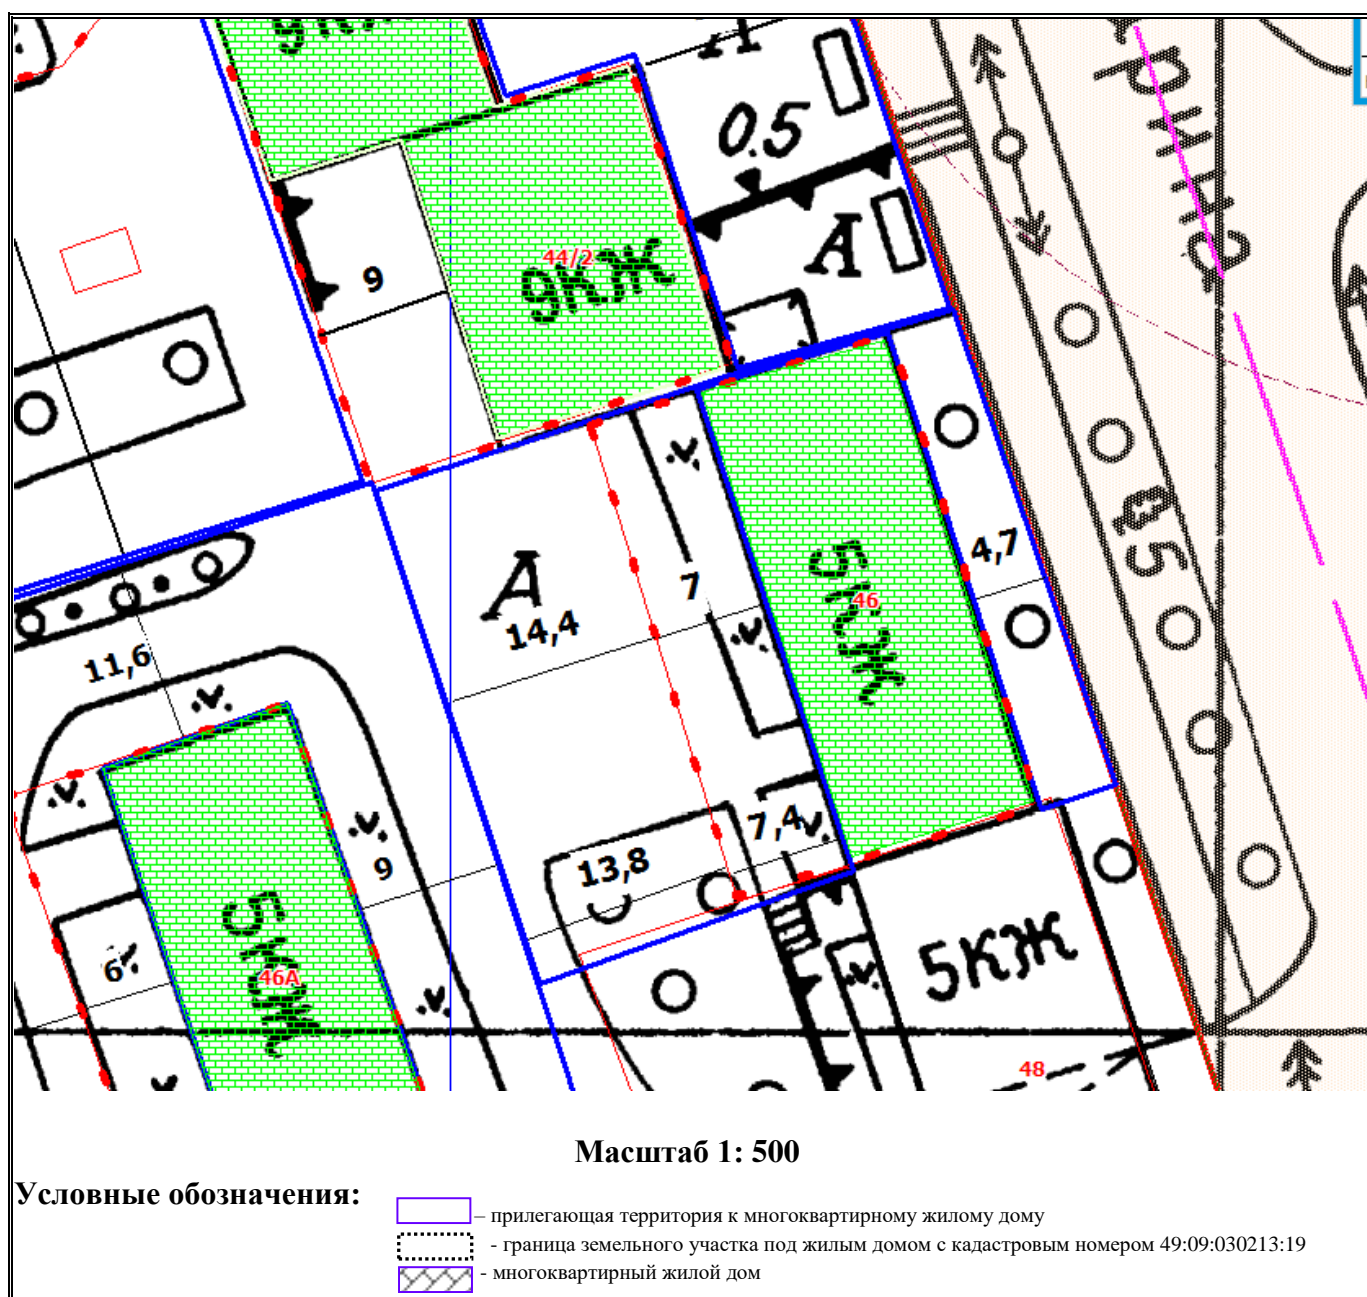 9КЖ
А
0.5
44/2
9КЖ
9
А
4,7
7
А
14,4
5КЖ
46
11,6
7,4
13,8
9
5КЖ
46А
6
5КЖ
48
Масштаб 1: 500
Условные обозначения:
– прилегающая территория к многоквартирному жилому дому
- граница земельного участка под жилым домом с кадастровым номером 49:09:030213:19
- многоквартирный жилой дом